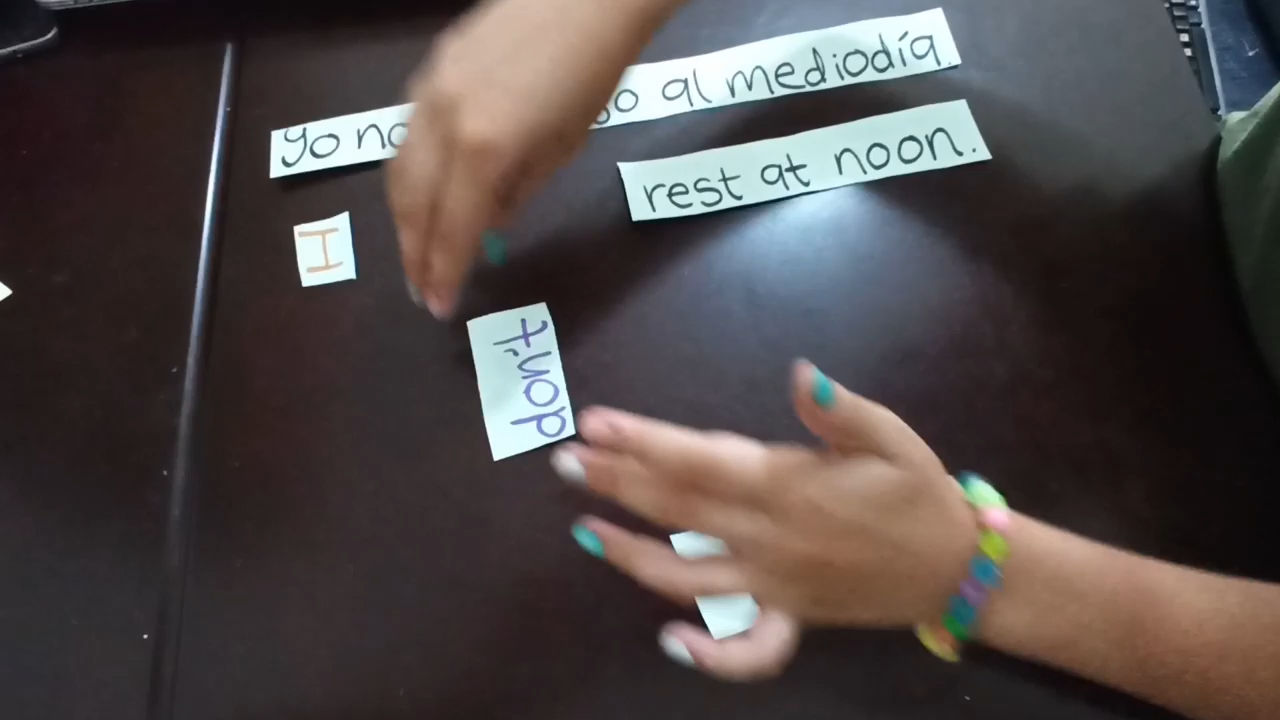 yo no al mediodía.
rest at noon.
I
don't